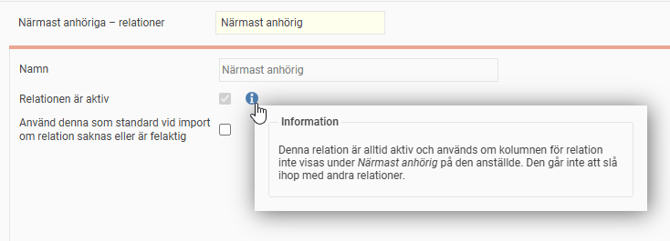 Närmast anhöriga – relationer Närmast anhörig
Namn Närmast anhörig
Relationen är aktiv
Använd denna som standard vid import
om relation saknas eller är felaktig
Information
Denna relation är alltid aktiv och används om kolumnen för relation
inte visas under Närmast anhörig på den anställde. Den går inte att slå
ihop med andra relationer.